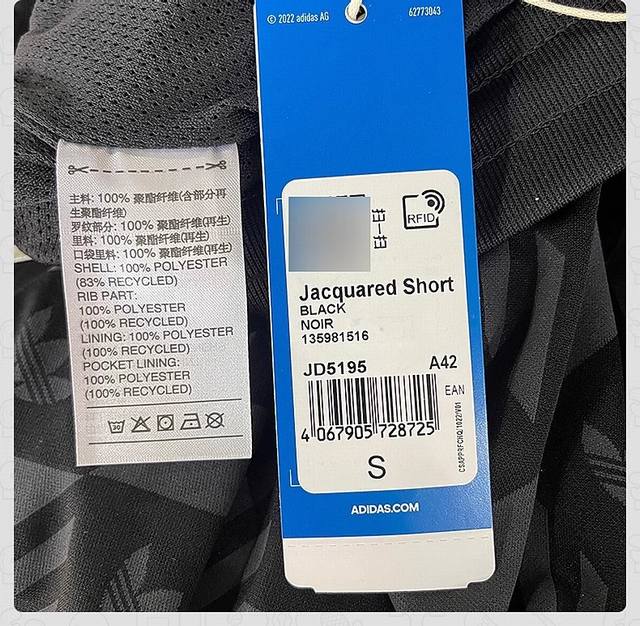 主料: 100% 聚酯纤维(含部分再
生聚酯纤维)
罗纹部分: 100% 聚酯纤维(再生)
里料: 100% 聚酯纤维(再生)
口袋里料: 100% 聚酯纤维(再生)
SHELL: 100% POLYESTER
(83% RECYCLED)
RIB PART:
100% POLYESTER
(100% RECYCLED)
LINING: 100% POLYESTER
(100% RECYCLED)
POCKET LINING:
100% POLYESTER
(100% RECYCLED)
30
© 2022 adidas AG
62773043
RFID
Jacquared Short
BLACK
NOIR
135981516
JD5195 A42
EAN
4 067905 728725
S
ADIDAS.COM